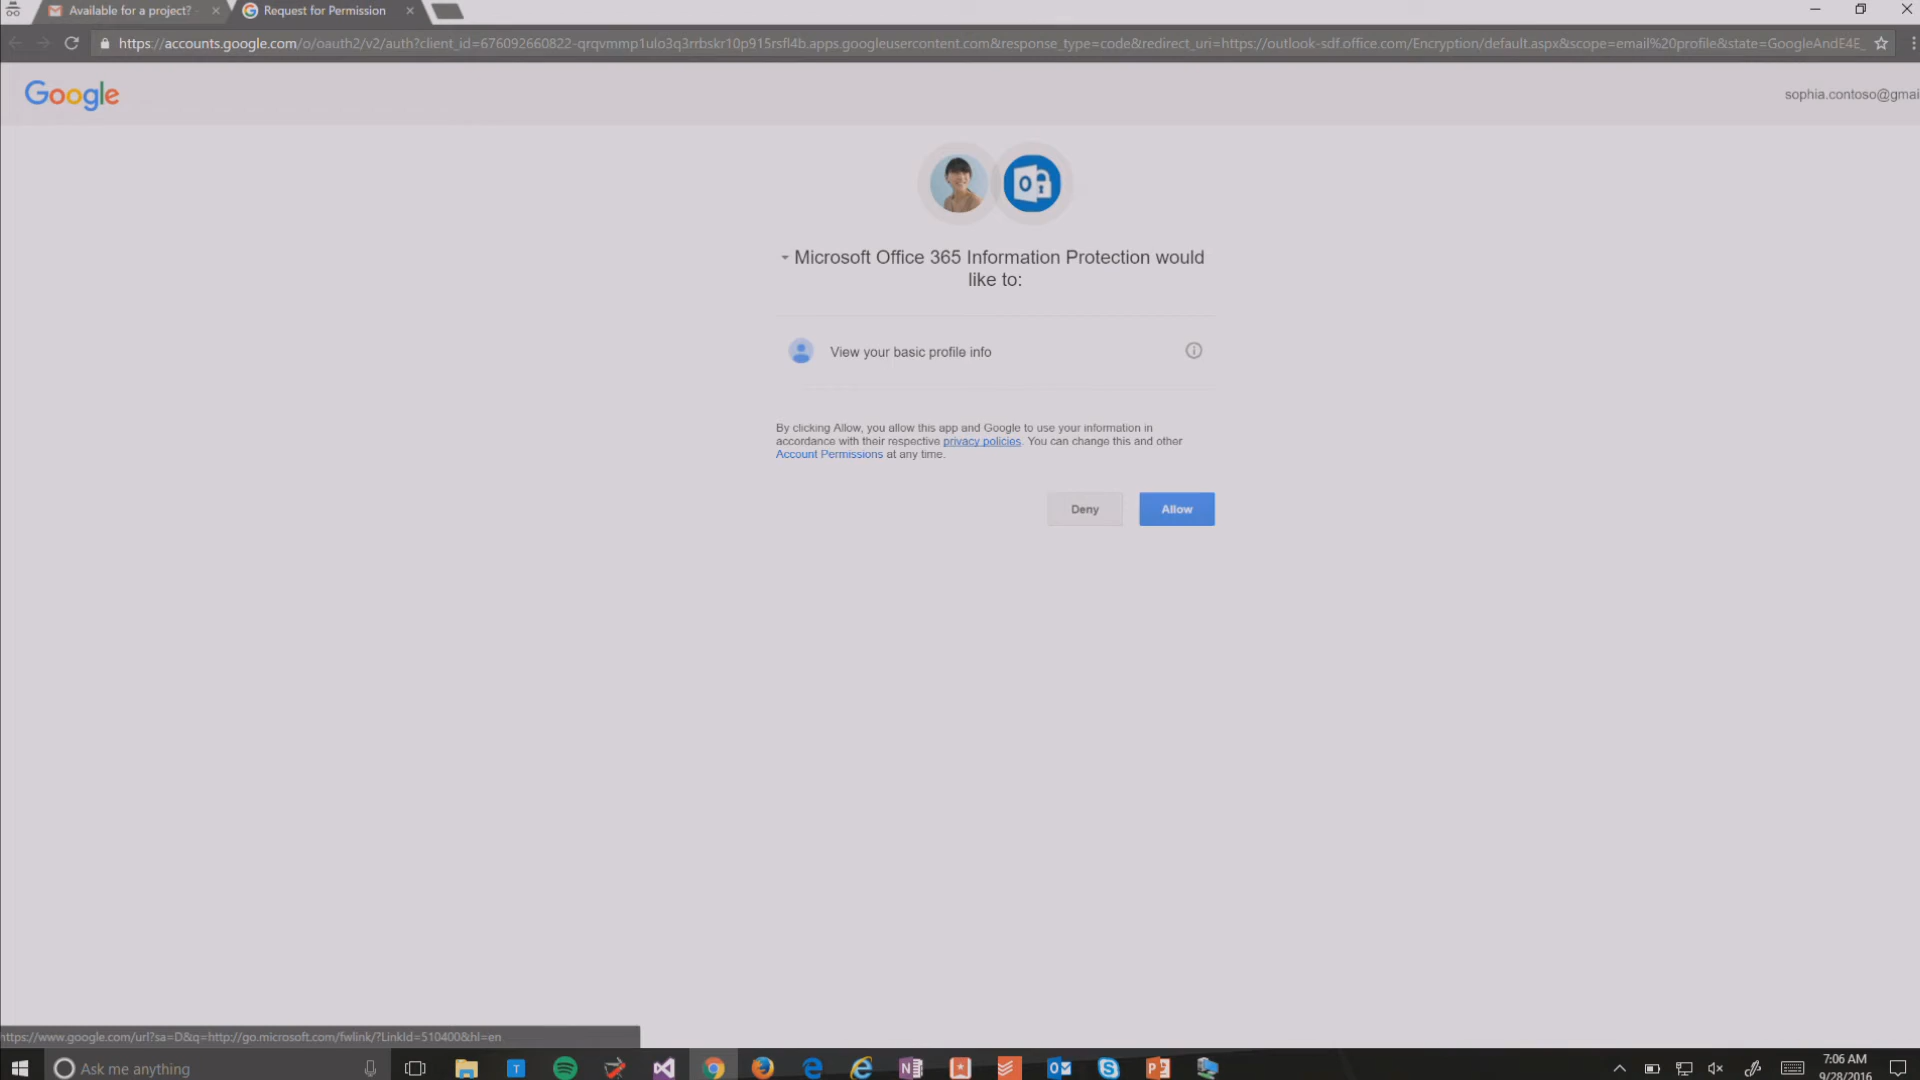 Available for a project?
Request for Permission
https://accounts.google.com/o/oauth2/v2/auth?client_id=676092660822-qrqvmmp1ulo3q3rrbskr10p915rsfl4b.apps.googleusercontent.com&response_type=code&redirect_uri=https://outlook-sdf.office.com/Encryption/default.aspx&scope=email%20profile&state=GoogleAndE4E_
Google
sophia.contoso@gmai
Microsoft Office 365 Information Protection would
like to:
View your basic profile info
By clicking Allow, you allow this app and Google to use your information in
accordance with their respective privacy policies. You can change this and other
Account Permissions at any time.
Deny
Allow
https://www.google.com/url?sa=D&q=http://go.microsoft.com/fwlink/?LinkId=510400&hl=en
Ask me anything
7:06 AM
9/28/2016